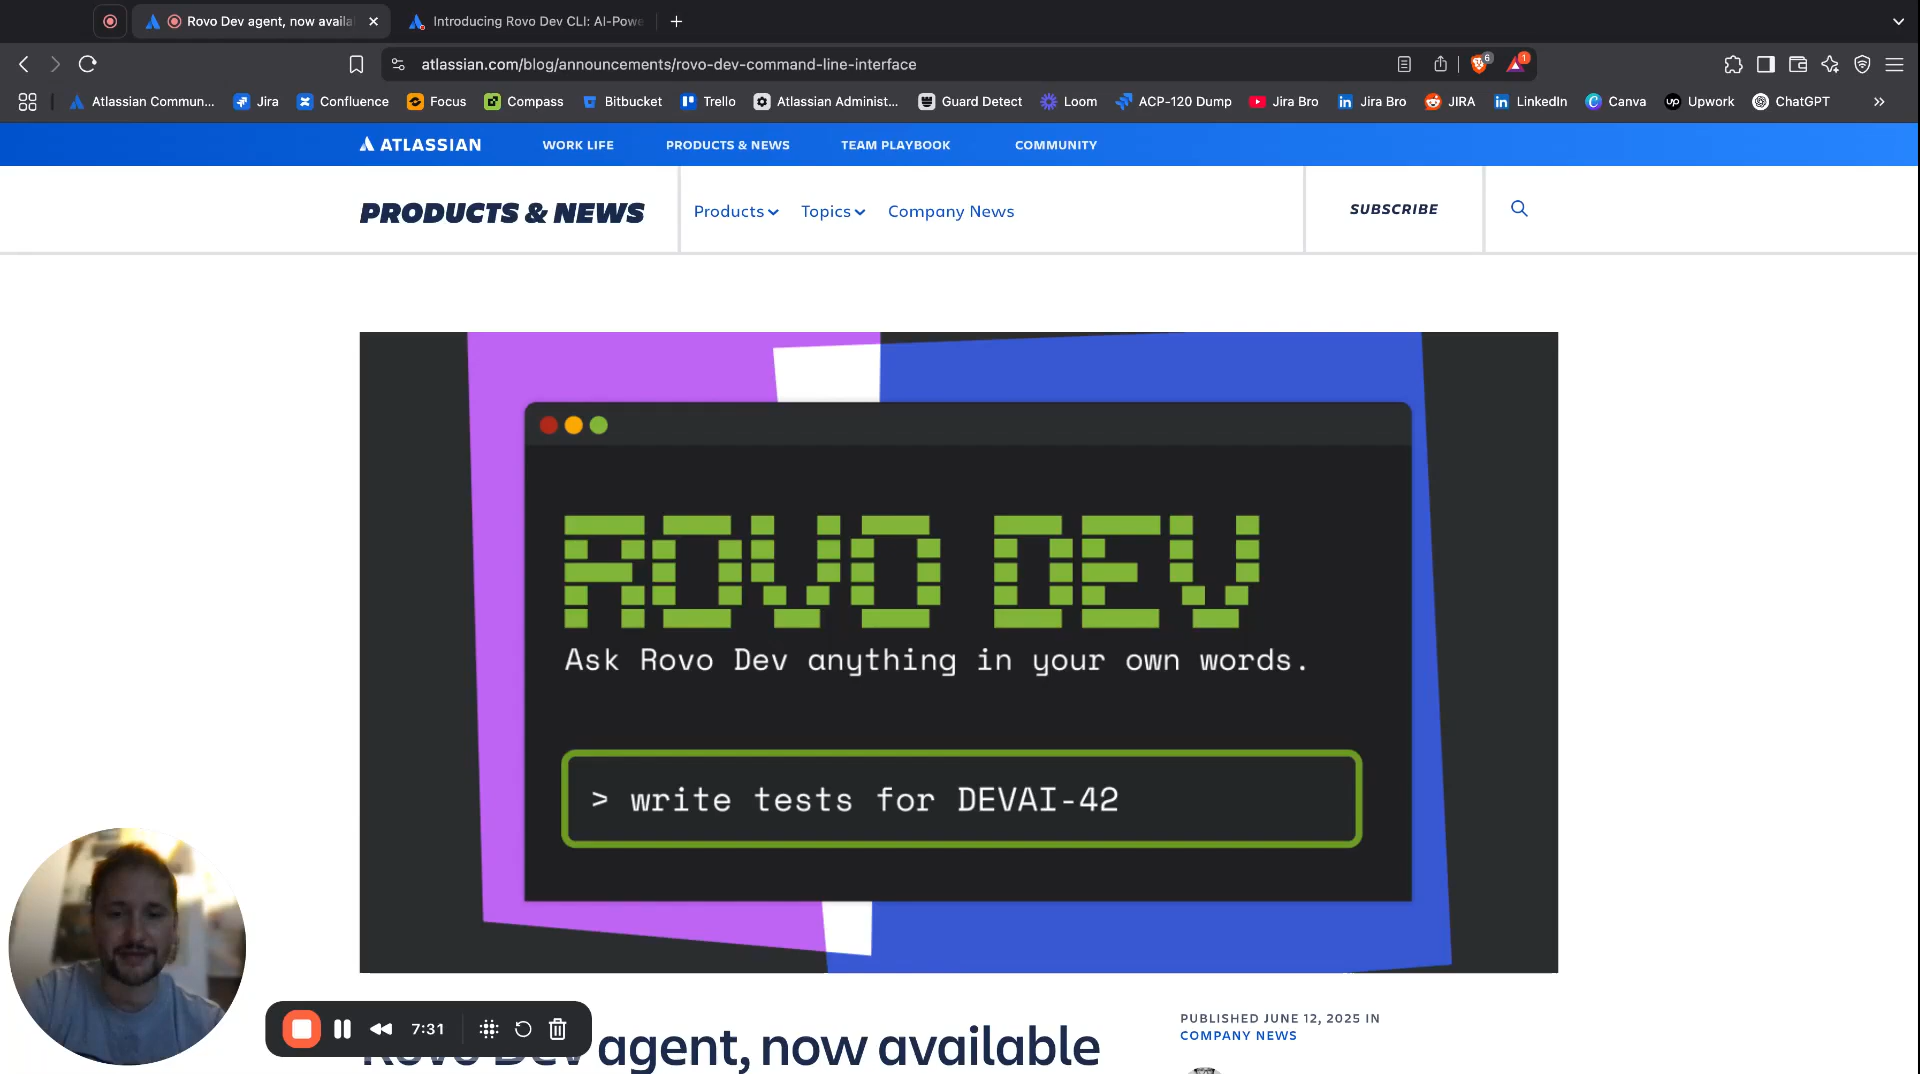 Rovo Dev agent, now availa
Introducing Rovo Dev CLI: AI-Powe
atlassian.com/blog/announcements/rovo-dev-command-line-interface
6
1
Atlassian Commun...
Jira
Confluence
Focus
Compass
Bitbucket
Trello
Atlassian Administ...
Guard Detect
Loom
ACP-120 Dump
Jira Bro
Jira Bro
JIRA
LinkedIn
Canva
Upwork
ChatGPT
ATLASSIAN
WORK LIFE
PRODUCTS & NEWS
TEAM PLAYBOOK
COMMUNITY
PRODUCTS & NEWS
Products
Topics
Company News
SUBSCRIBE
ROVO DEV
Ask Rovo Dev anything in your own words.
> write tests for DEVAI-42
7:31
Rovo Dev agent, now available
PUBLISHED JUNE 12, 2025 IN
COMPANY NEWS